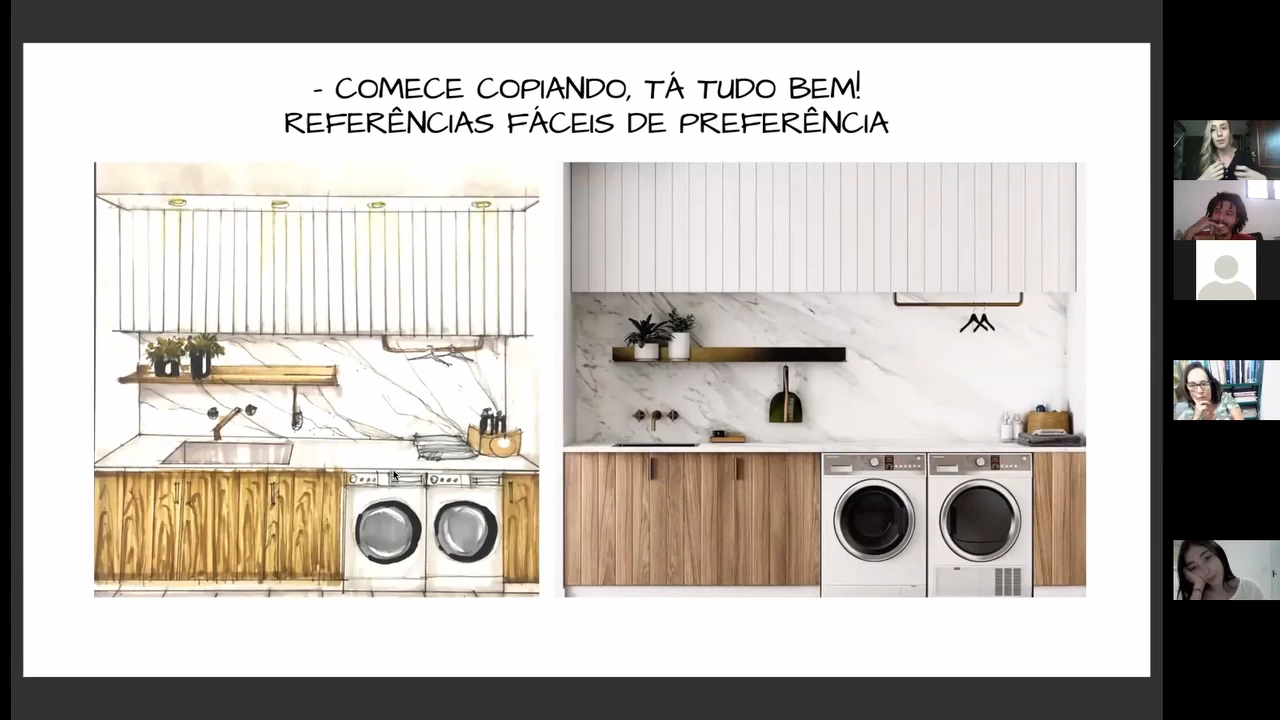 - COMECE COPIANDO, TÁ TUDO BEM!
REFERÊNCIAS FÁCEIS DE PREFERÊNCIA